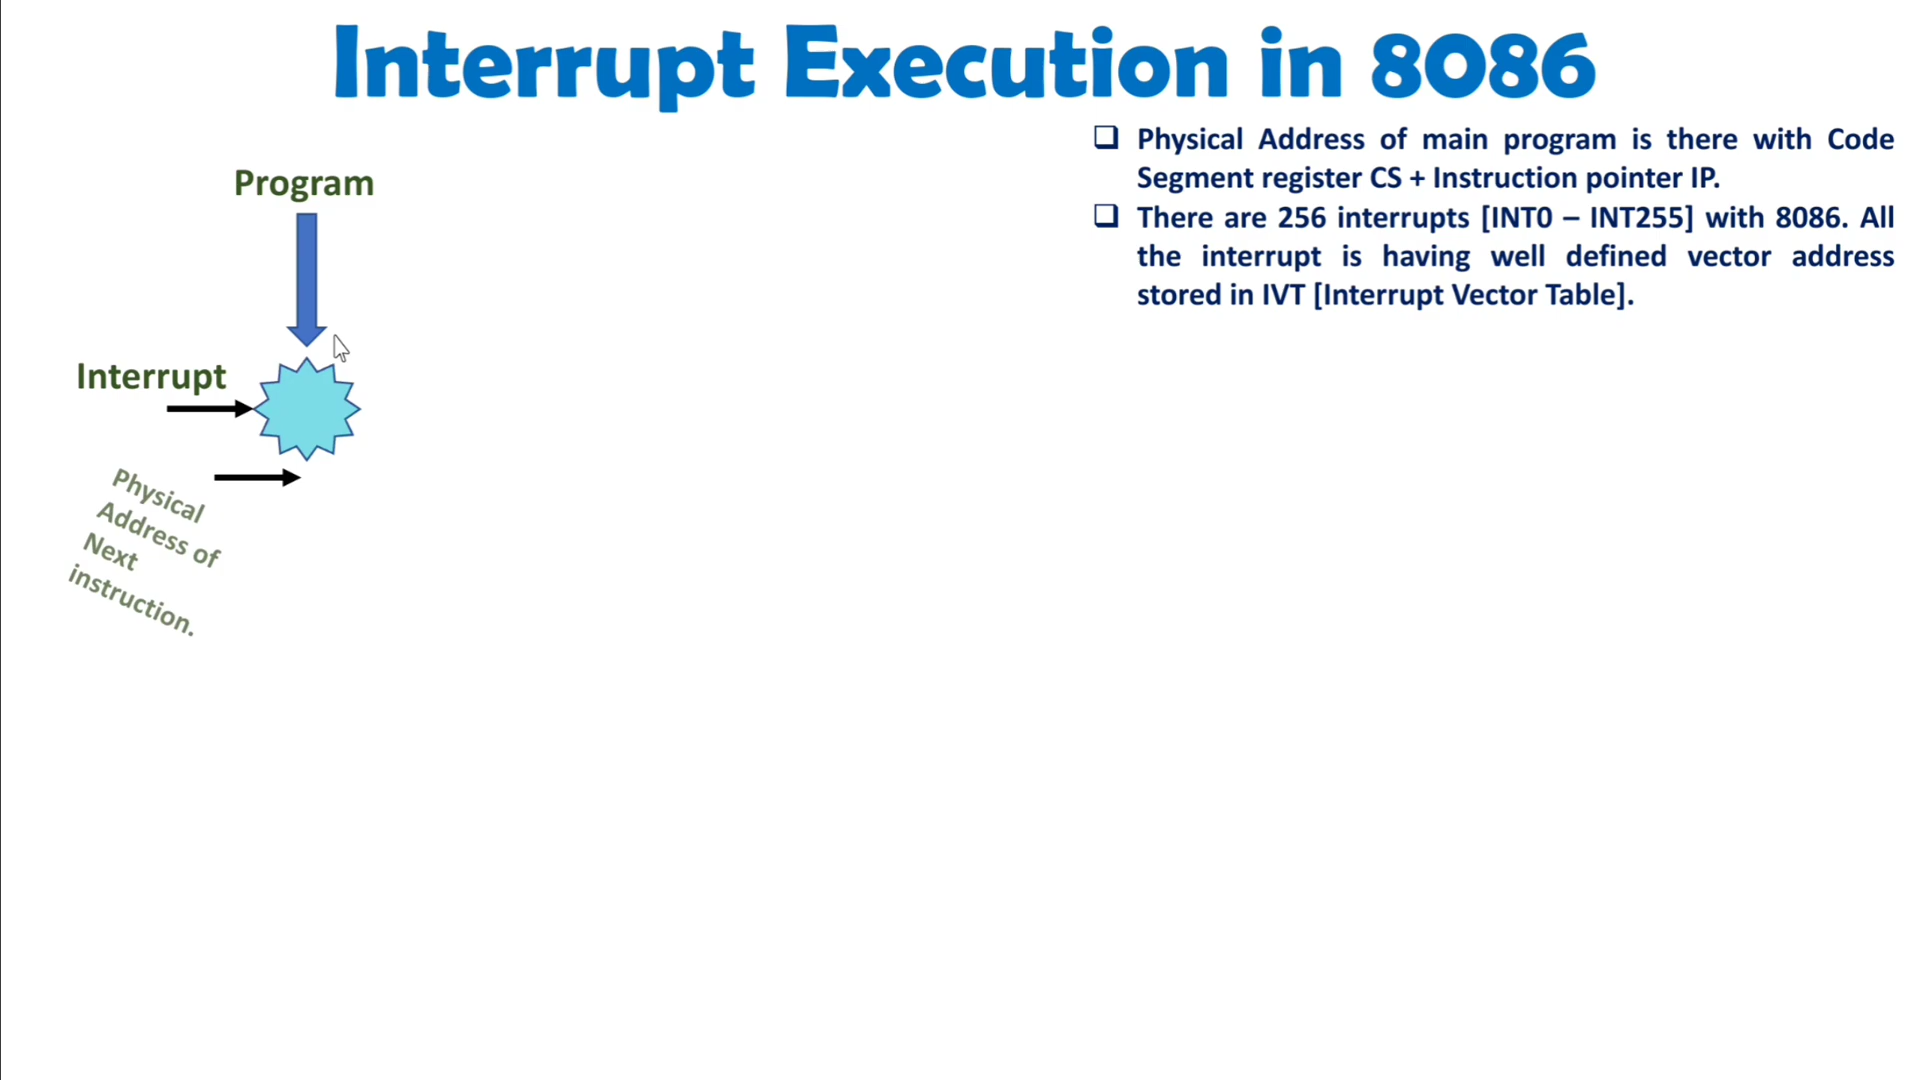 Interrupt Execution in 8086
Program
Interrupt
Physical
Address of
Next
instruction.
❑ Physical Address of main program is there with Code
Segment register CS + Instruction pointer IP.
❑ There are 256 interrupts [INT0 – INT255] with 8086. All
the interrupt is having well defined vector address
stored in IVT [Interrupt Vector Table].